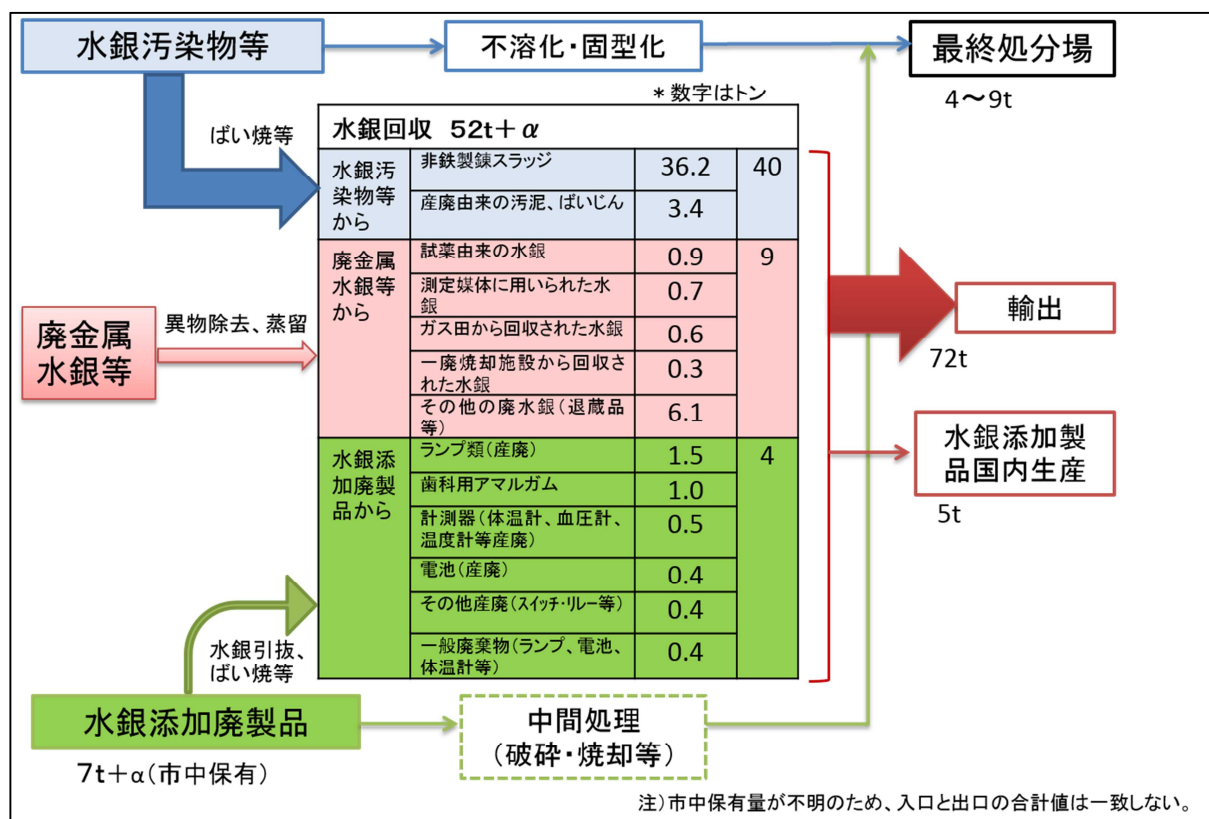 水銀汚染物等
不溶化・固型化
最終処分場
4～9t
＊数字はトン
ばい焼等
水銀回収 52t＋α
水銀汚
染物等
から
非鉄製錬スラッジ
36.2
40
産廃由来の汚泥、ばいじん
3.4
廃金属
水銀等
から
試薬由来の水銀
0.9
9
測定媒体に用いられた水
銀
0.7
ガス田から回収された水銀
0.6
一廃焼却施設から回収さ
れた水銀
0.3
その他の廃水銀（退蔵品
等）
6.1
水銀添
加廃製
品から
ランプ類（産廃）
1.5
4
歯科用アマルガム
1.0
計測器（体温計、血圧計、
温度計等産廃）
0.5
電池（産廃）
0.4
その他産廃（スイッチ・リレー等）
0.4
一般廃棄物（ランプ、電池、
体温計等）
0.4
廃金属
水銀等
異物除去、蒸留
輸出
72t
水銀添加製
品国内生産
5t
水銀引抜、
ばい焼等
水銀添加廃製品
7t＋α（市中保有）
中間処理
（破砕・焼却等）
注）市中保有量が不明のため、入口と出口の合計値は一致しない。